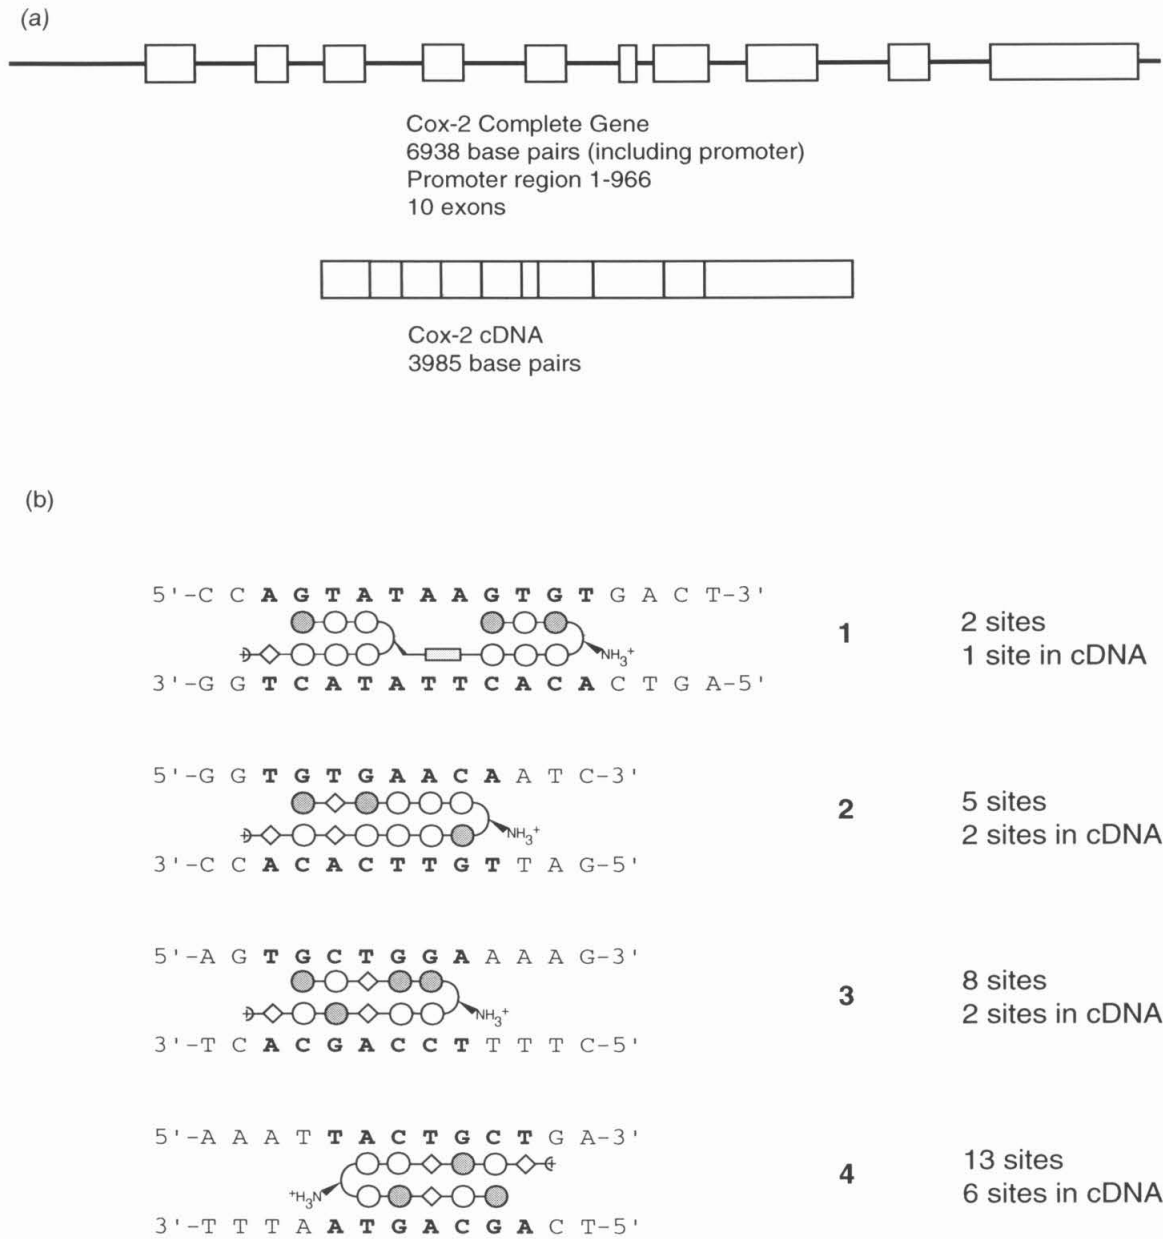 (a)
Cox-2 Complete Gene
6938 base pairs (including promoter)
Promoter region 1-966
10 exons
Cox-2 cDNA
3985 base pairs
(b)
5'-C C A G T A T A A G T G T G A C T-3'
NH3+
3'-G G T C A T A T T C A C A C T G A-5'
1
2 sites
1 site in cDNA
5'-G G T G T G A A C A A T C-3'
NH3+
3'-C C A C A C T T G T T A G-5'
2
5 sites
2 sites in cDNA
5'-A G T G C T G G A A A A G-3'
NH3+
3'-T C A C G A C C T T T T C-5'
3
8 sites
2 sites in cDNA
5'-A A A T T A C T G C T G A-3'
+H3N
3'-T T T A A T G A C G A C T-5'
4
13 sites
6 sites in cDNA